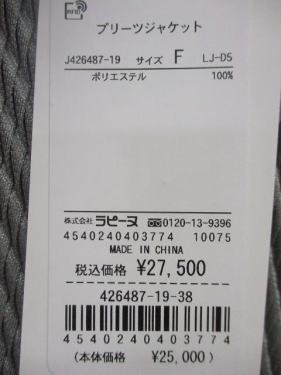 RFID
プリーツジャケット
J426487-19 サイズ F LJ-D5
ポリエステル 100%
株式会社 ラピーヌ 0120-13-9396
4540240403774 10075
MADE IN CHINA
税込価格 ¥27,500
426487-19-38
4540240403774
(本体価格 ¥25,000)